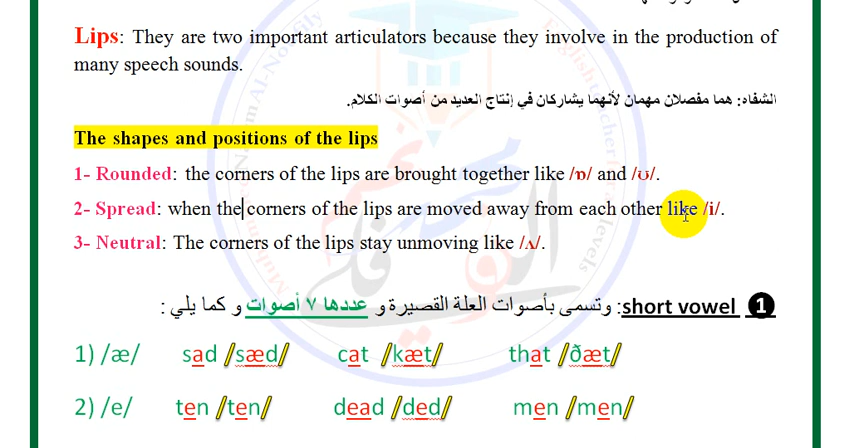 Lips: They are two important articulators because they involve in the production of
many speech sounds.
الشفاه: هما مفصلان مهمان لأنهما يشاركان في إنتاج العديد من أصوات الكلام.
The shapes and positions of the lips
1- Rounded: the corners of the lips are brought together like /ɒ/ and /ʊ/.
2- Spread: when the corners of the lips are moved away from each other like /i/.
3- Neutral: The corners of the lips stay unmoving like /ʌ/.
1 short vowel: وتسمى بأصوات العلة القصيرة و عددها ٧ أصوات و كما يلي :
1) /æ/ sad /sæd/ cat /kæt/ that /ðæt/
2) /e/ ten /ten/ dead /ded/ men /men/